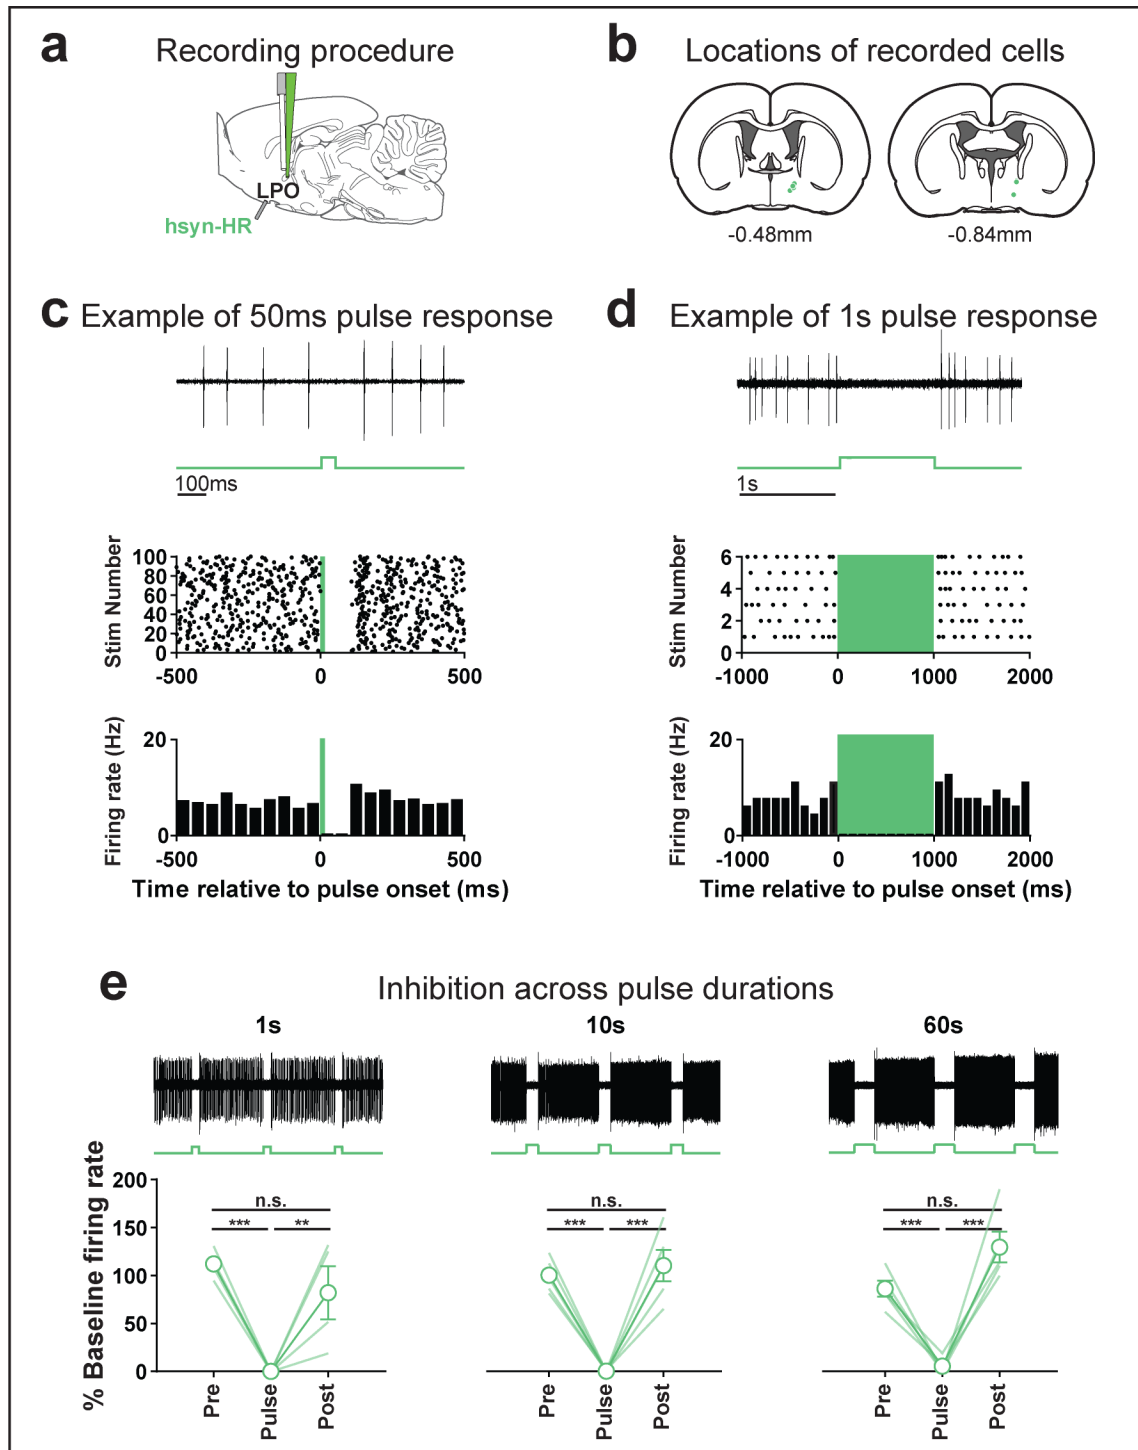 a
Recording procedure
LPO
hsyn-HR
b
Locations of recorded cells
-0.48mm
-0.84mm
c
Example of 50ms pulse response
100ms
Stim Number
100
80
60
40
20
0
-500
0
500
Firing rate (Hz)
20
0
-500
0
500
Time relative to pulse onset (ms)
d
Example of 1s pulse response
1s
Stim Number
6
4
2
0
-1000
0
1000
2000
Firing rate (Hz)
20
0
-1000
0
1000
2000
Time relative to pulse onset (ms)
e
Inhibition across pulse durations
1s
10s
60s
% Baseline firing rate
200
150
100
50
0
n.s.
*** **
Pre
Pulse
Post
n.s.
*** ***
Pre
Pulse
Post
n.s.
*** ***
Pre
Pulse
Post